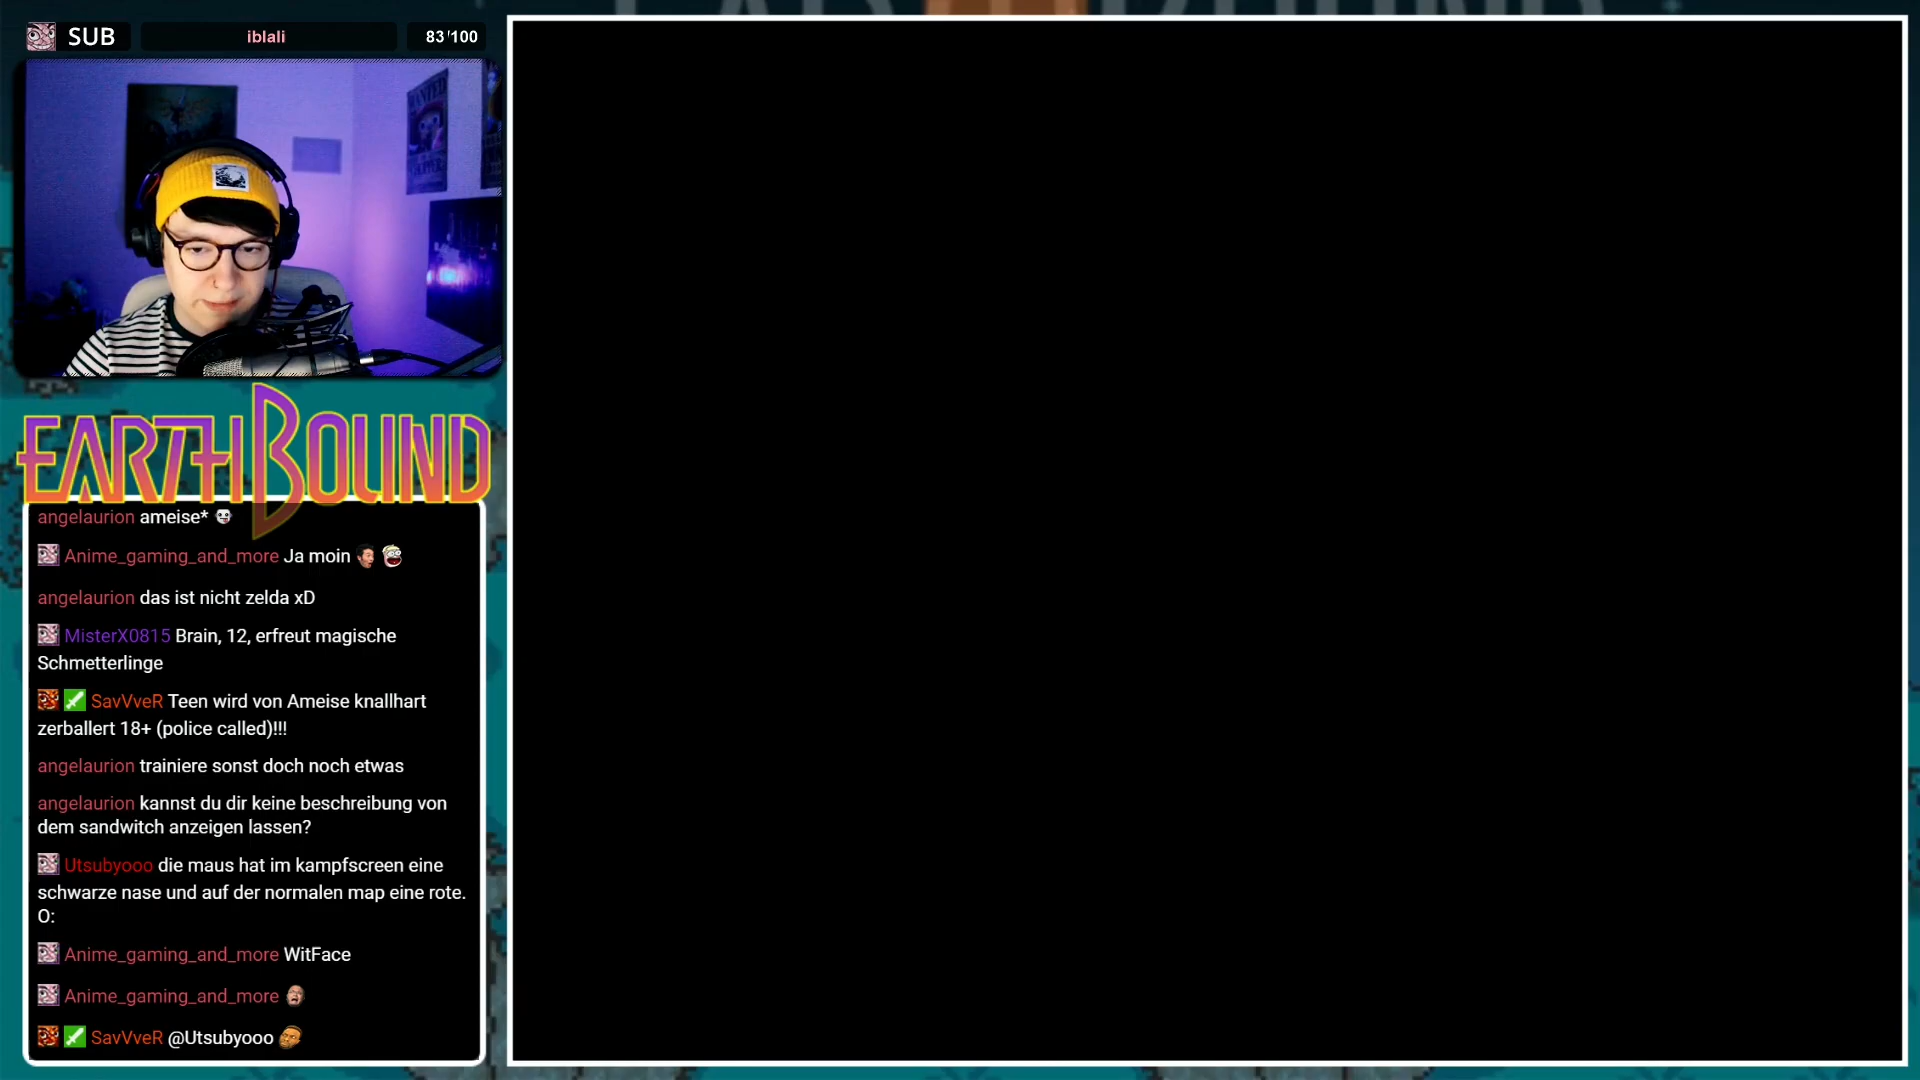 SUB
iblali
83/100
WANTED
EARTHBOUND
angelaurion ameise*
Anime_gaming_and_more Ja moin
angelaurion das ist nicht zelda xD
MisterX0815 Brain, 12, erfreut magische
Schmetterlinge
SavVveR Teen wird von Ameise knallhart
zerballert 18+ (police called)!!!
angelaurion trainiere sonst doch noch etwas
angelaurion kannst du dir keine beschreibung von
dem sandwitch anzeigen lassen?
Utsubyooo die maus hat im kampfscreen eine
schwarze nase und auf der normalen map eine rote.
O:
Anime_gaming_and_more WitFace
Anime_gaming_and_more
SavVveR @Utsubyooo